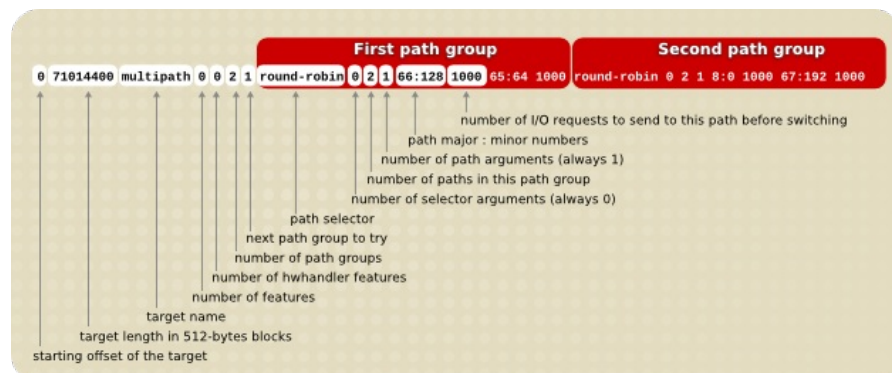 First path group Second path group
0 71014400 multipath 0 0 2 1 round-robin 0 2 1 66:128 1000 65:64 1000 round-robin 0 2 1 8:0 1000 67:192 1000
number of I/O requests to send to this path before switching
path major : minor numbers
number of path arguments (always 1)
number of paths in this path group
number of selector arguments (always 0)
path selector
next path group to try
number of path groups
number of hwhandler features
number of features
target name
target length in 512-bytes blocks
starting offset of the target